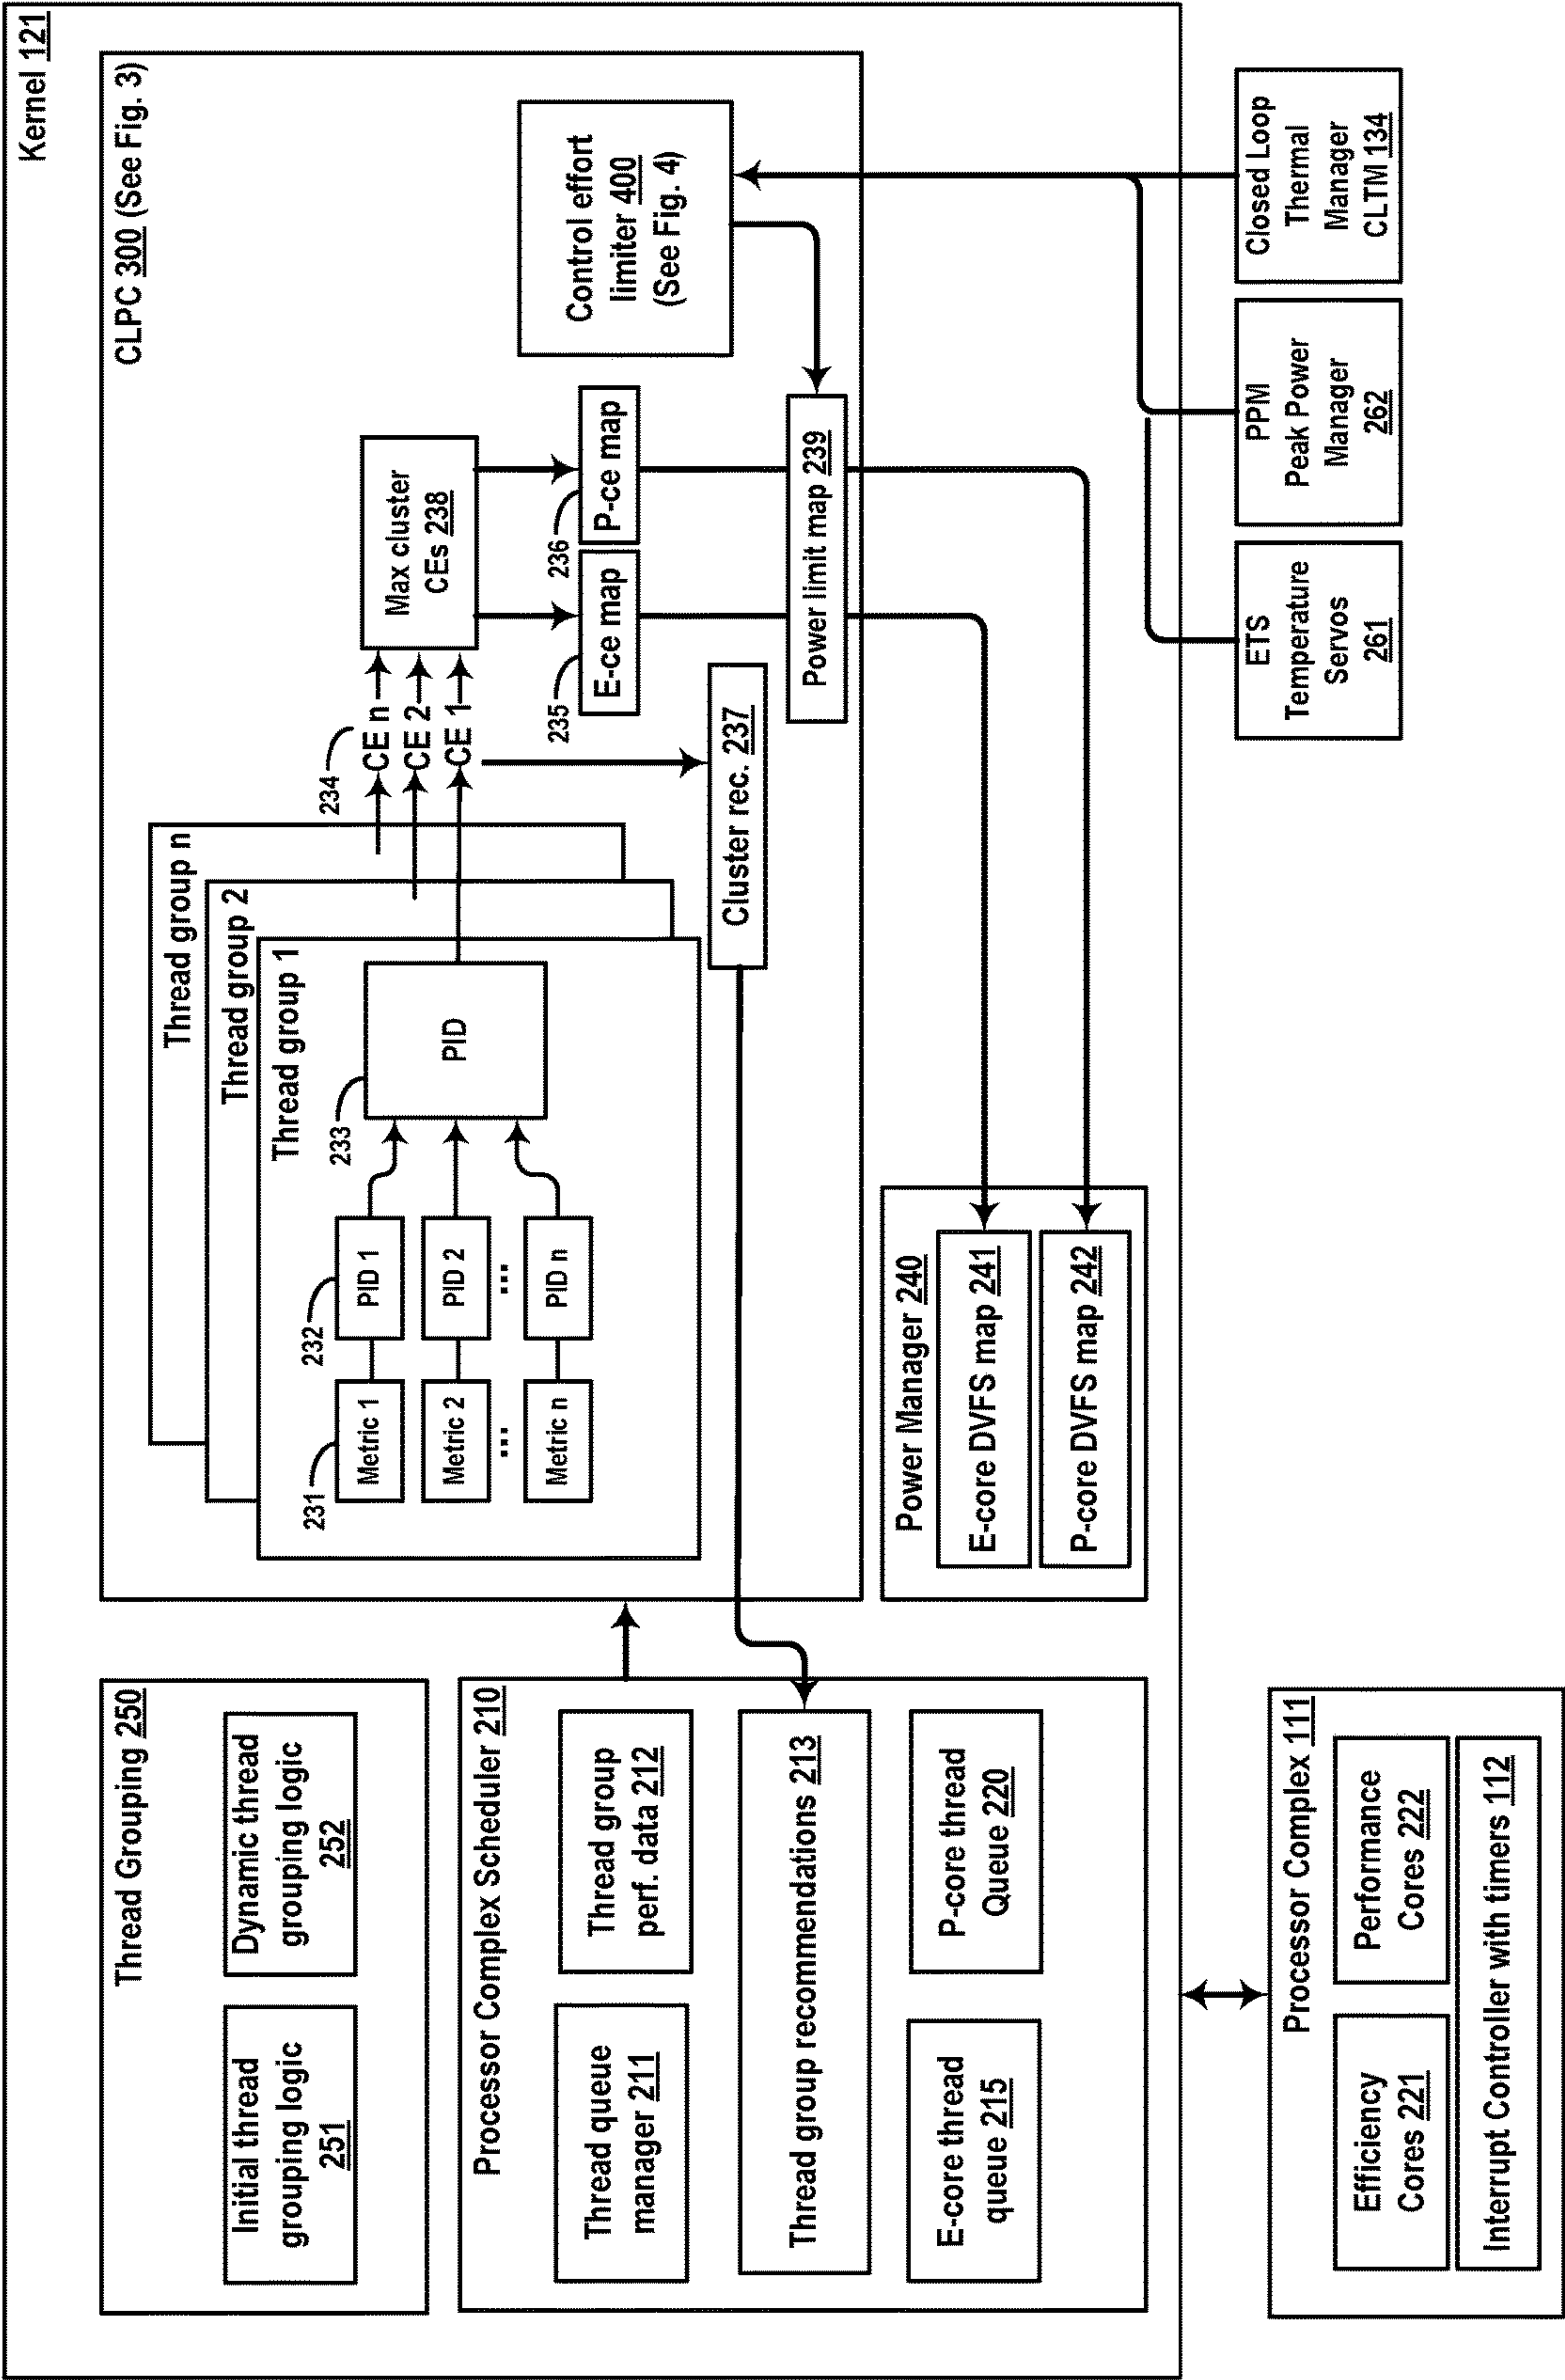 Kernel 121
Thread Grouping 250
Initial thread
grouping logic
251
Dynamic thread
grouping logic
252
Processor Complex Scheduler 210
Thread queue
manager 211
Thread group
perf. data 212
Thread group recommendations 213
E-core thread
queue 215
P-core thread
Queue 220
CLPC 300 (See Fig. 3)
Thread group n
Thread group 2
Thread group 1
231
Metric 1
Metric 2
...
Metric n
232
PID 1
PID 2
...
PID n
233
PID
234
CE n
CE 2
CE 1
Max cluster
CEs 238
235
E-ce map
236
P-ce map
Cluster rec. 237
Power limit map 239
Control effort
limiter 400
(See Fig. 4)
Power Manager 240
E-core DVFS map 241
P-core DVFS map 242
Processor Complex 111
Efficiency
Cores 221
Performance
Cores 222
Interrupt Controller with timers 112
ETS
Temperature
Servos
261
PPM
Peak Power
Manager
262
Closed Loop
Thermal
Manager
CLTM 134